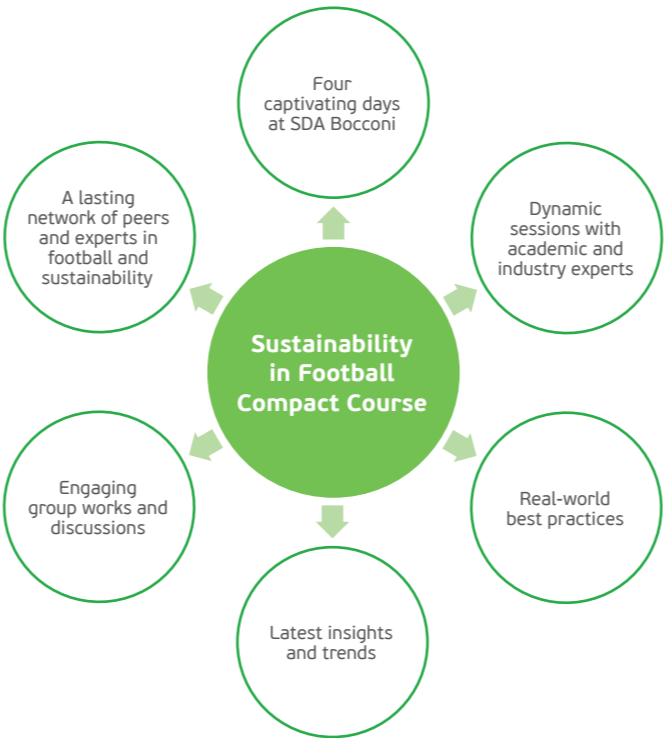 Four
captivating days
at SDA Bocconi
Dynamic
sessions with
academic and
industry experts
Real-world
best practices
Latest insights
and trends
Engaging
group works and
discussions
A lasting
network of peers
and experts in
football and
sustainability
Sustainability
in Football
Compact Course